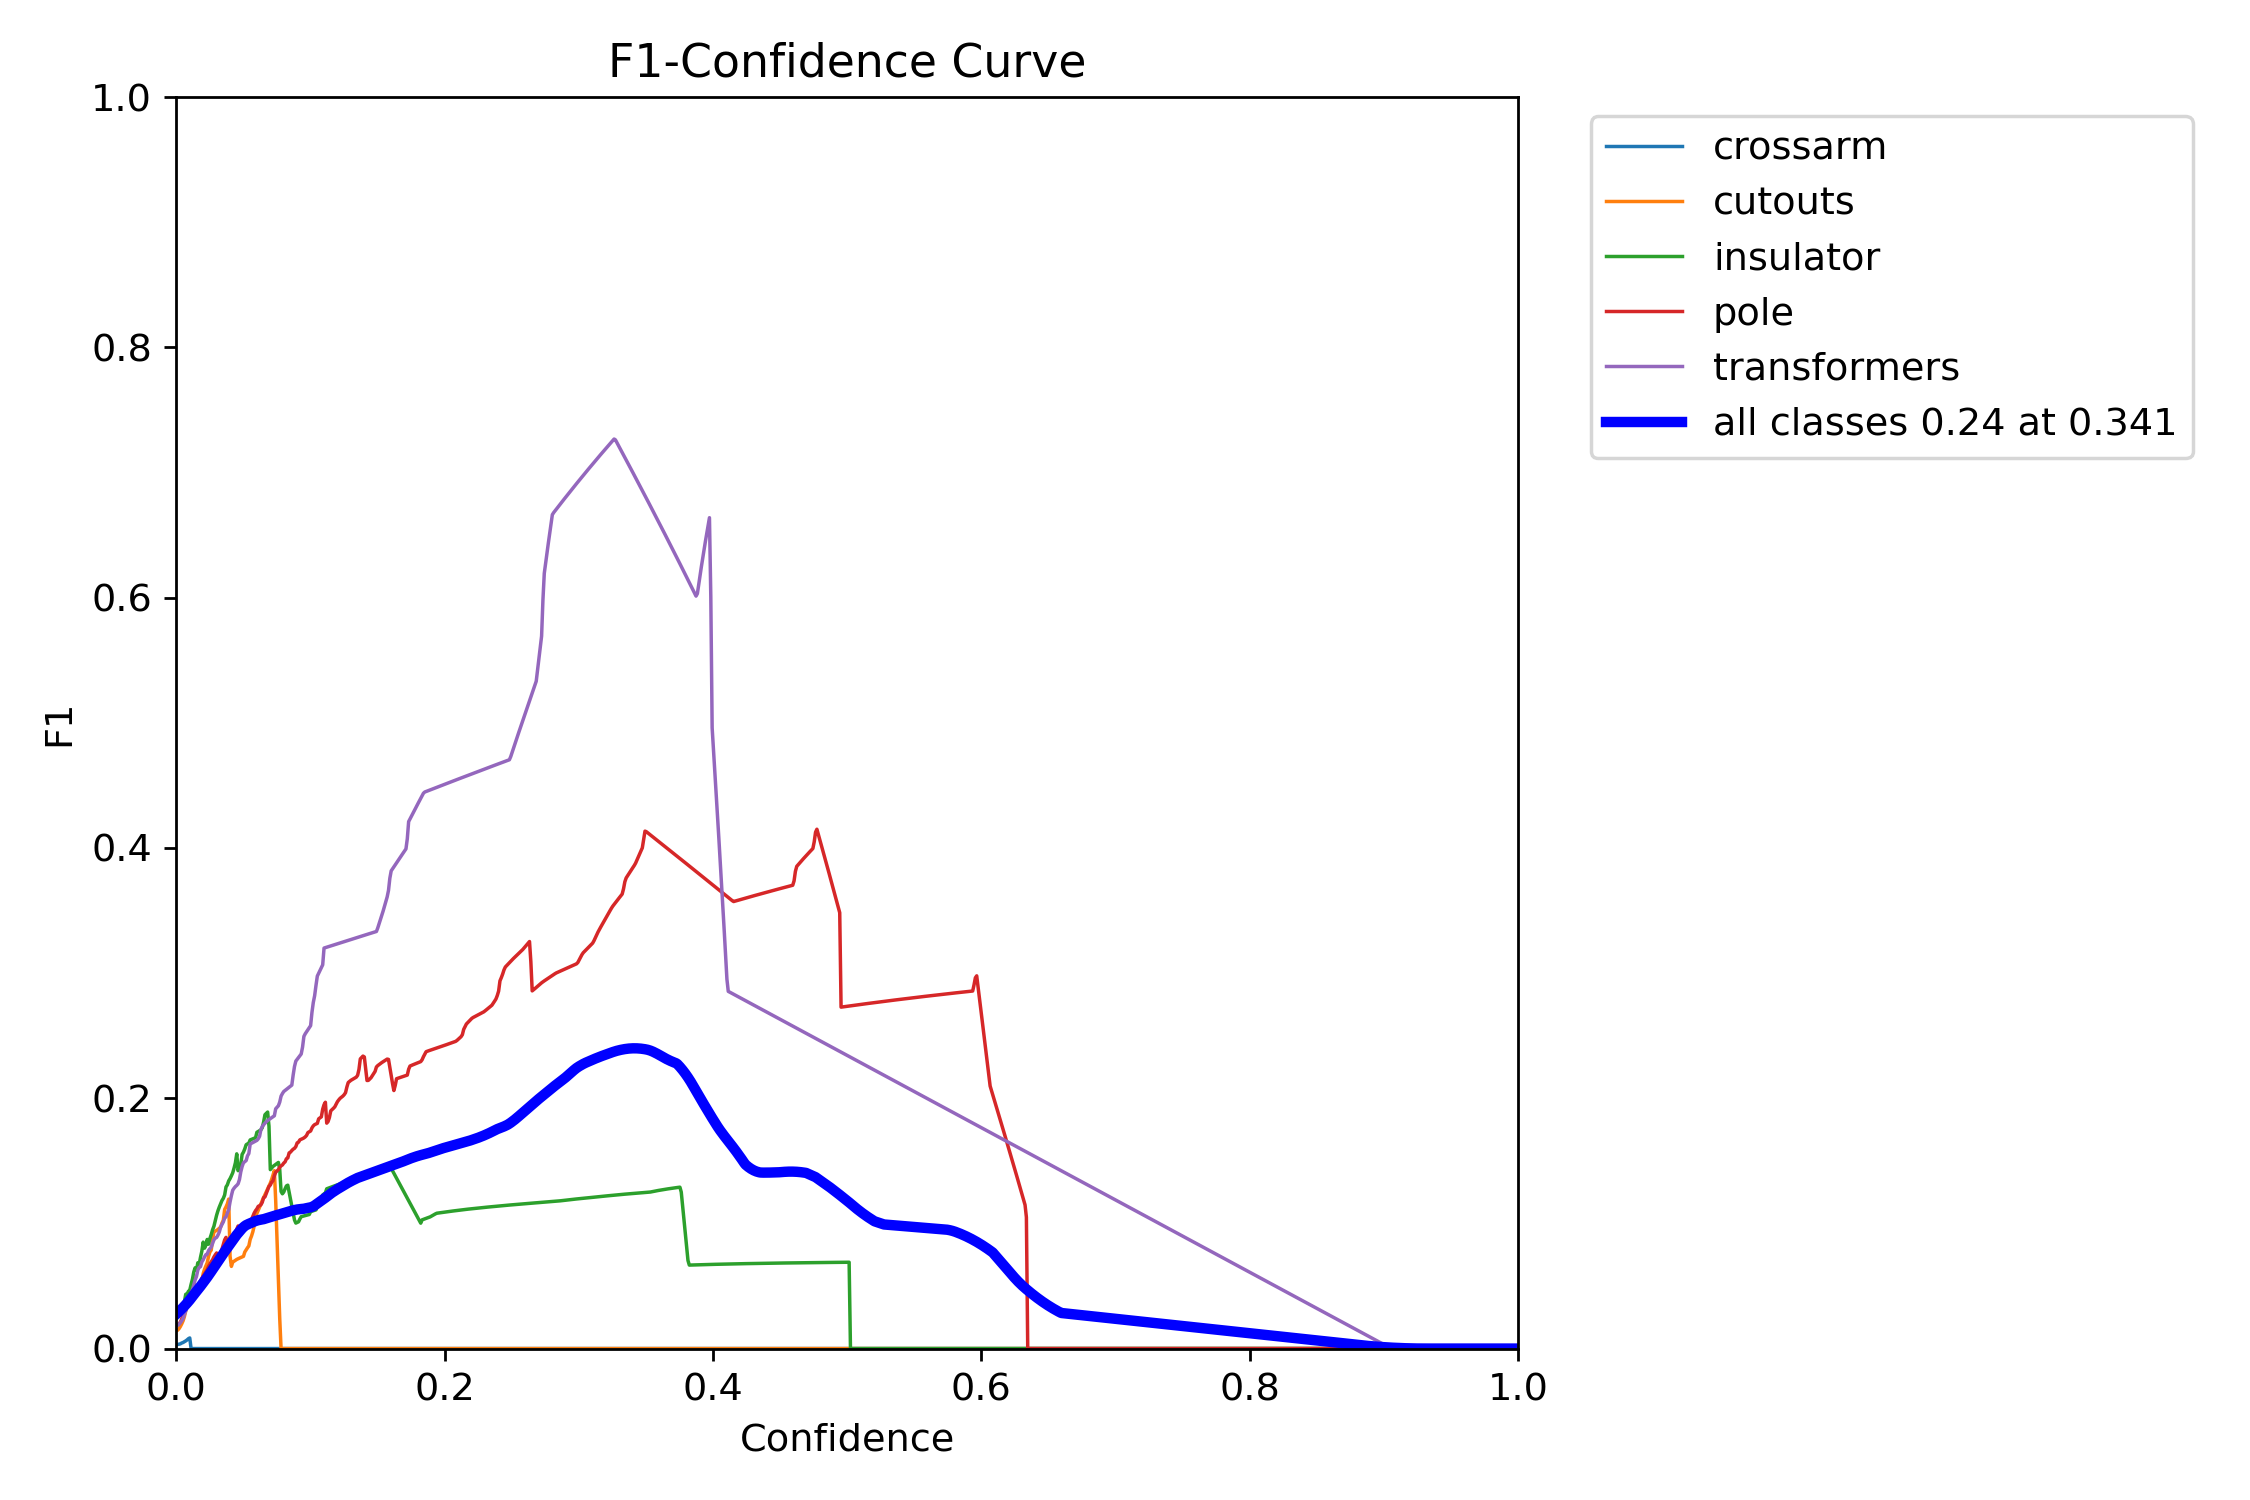 F1-Confidence Curve
1.0
0.8
0.6
0.4
0.2
0.0
F1
0.0 0.2 0.4 0.6 0.8 1.0
Confidence
crossarm
cutouts
insulator
pole
transformers
all classes 0.24 at 0.341